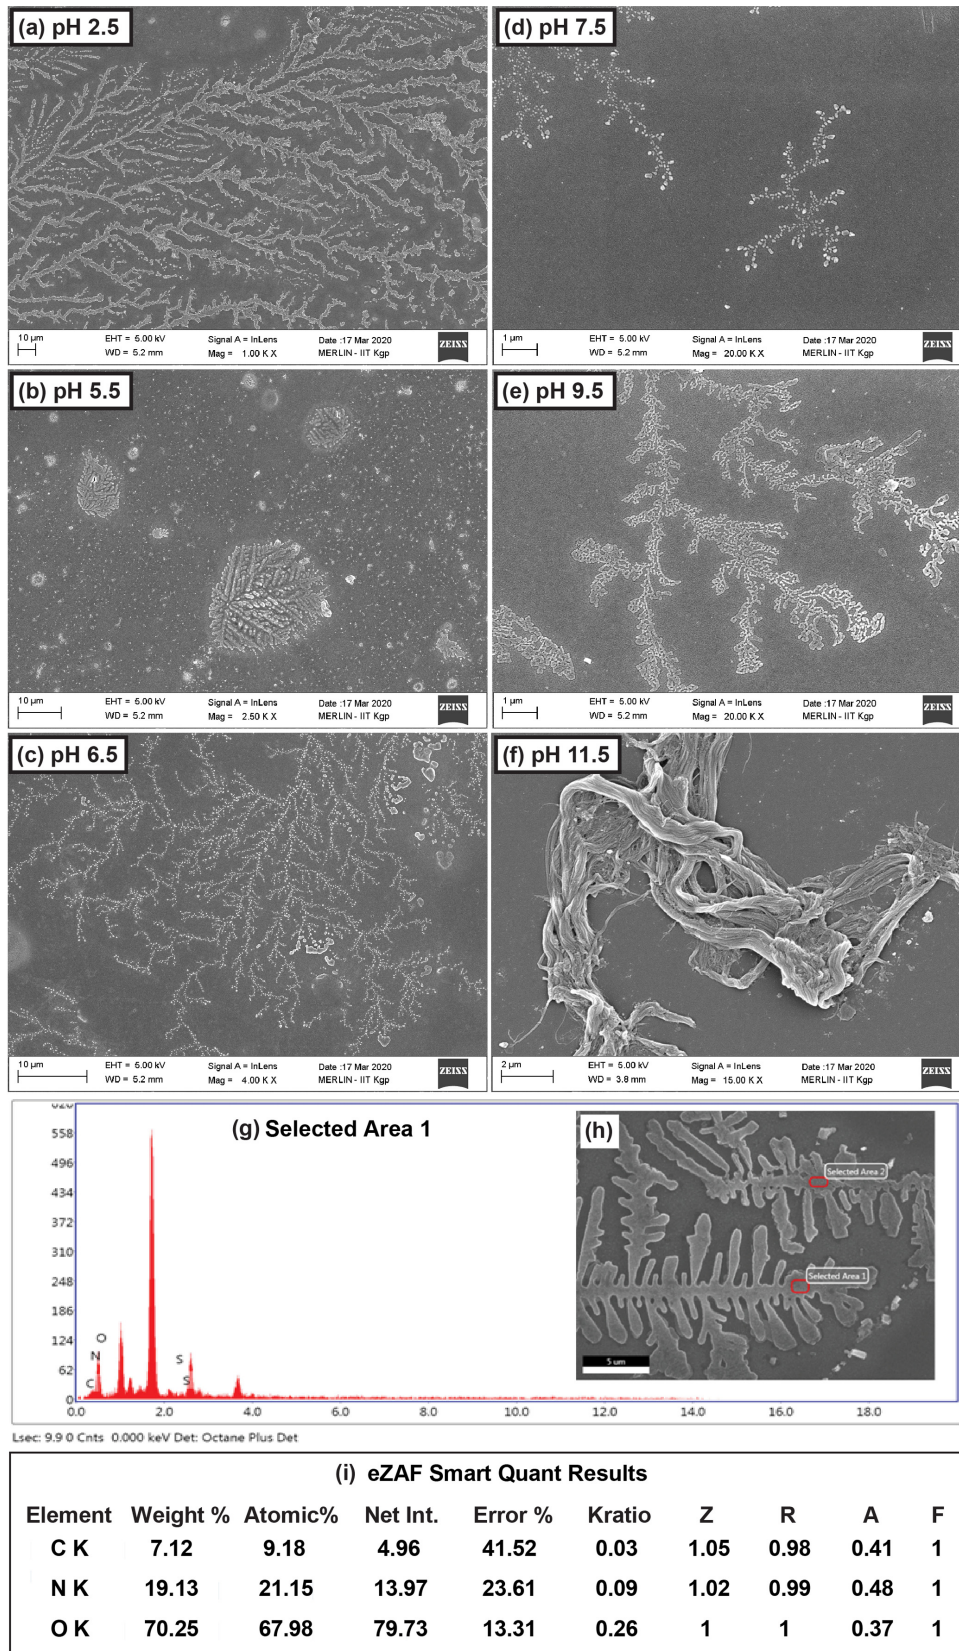 (a) pH 2.5
10 µm
EHT = 5.00 kV
WD = 5.2 mm
Signal A = InLens
Mag = 1.00 K X
Date :17 Mar 2020
MERLIN - IIT Kgp
ZEISS
(b) pH 5.5
10 µm
EHT = 5.00 kV
WD = 5.2 mm
Signal A = InLens
Mag = 2.50 K X
Date :17 Mar 2020
MERLIN - IIT Kgp
ZEISS
(c) pH 6.5
10 µm
EHT = 5.00 kV
WD = 5.2 mm
Signal A = InLens
Mag = 4.00 K X
Date :17 Mar 2020
MERLIN - IIT Kgp
ZEISS
(d) pH 7.5
1 µm
EHT = 5.00 kV
WD = 5.2 mm
Signal A = InLens
Mag = 20.00 K X
Date :17 Mar 2020
MERLIN - IIT Kgp
ZEISS
(e) pH 9.5
1 µm
EHT = 5.00 kV
WD = 5.2 mm
Signal A = InLens
Mag = 20.00 K X
Date :17 Mar 2020
MERLIN - IIT Kgp
ZEISS
(f) pH 11.5
2 µm
EHT = 5.00 kV
WD = 3.8 mm
Signal A = InLens
Mag = 15.00 K X
Date :17 Mar 2020
MERLIN - IIT Kgp
ZEISS
(g) Selected Area 1
620
558
496
434
372
310
248
186
124
62
0
C
N
O
S
S
0.0 2.0 4.0 6.0 8.0 10.0 12.0 14.0 16.0 18.0
Lsec: 9.9 0 Cnts 0.000 keV Det: Octane Plus Det
(h)
Selected Area 2
Selected Area 1
5 um
(i) eZAF Smart Quant Results
Element Weight % Atomic% Net Int. Error % Kratio Z R A F
C K 7.12 9.18 4.96 41.52 0.03 1.05 0.98 0.41 1
N K 19.13 21.15 13.97 23.61 0.09 1.02 0.99 0.48 1
O K 70.25 67.98 79.73 13.31 0.26 1 1 0.37 1